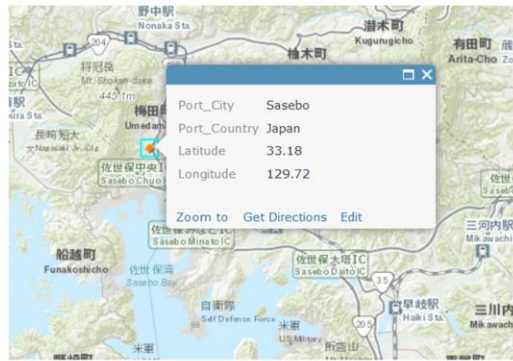 野中駅
Nonaka Sta.
潜木町
Kugurugicho
204
柚木町
有田町
Arita-Cho
将冠岳
Mt. Shokan-dake
445.1m
梅田町
Umedam
長崎短大
Nagasaki Jr. Clg
佐世保中央I
Sasebo Chuo I
Port_City Sasebo
Port_Country Japan
Latitude 33.18
Longitude 129.72
Zoom to Get Directions Edit
佐世保みなとIC
Sasebo Minato IC
三河内駅
Mikawachi
船越町
Funakoshicho
佐世保湾
Sasebo Bay
佐世保大塔IC
Sasebo Daito IC
35
自衛隊
Self Defense Force
米軍
US Military
早岐駅
Haiki Sta.
205
三川内
Mikawach
米軍
飯盛山